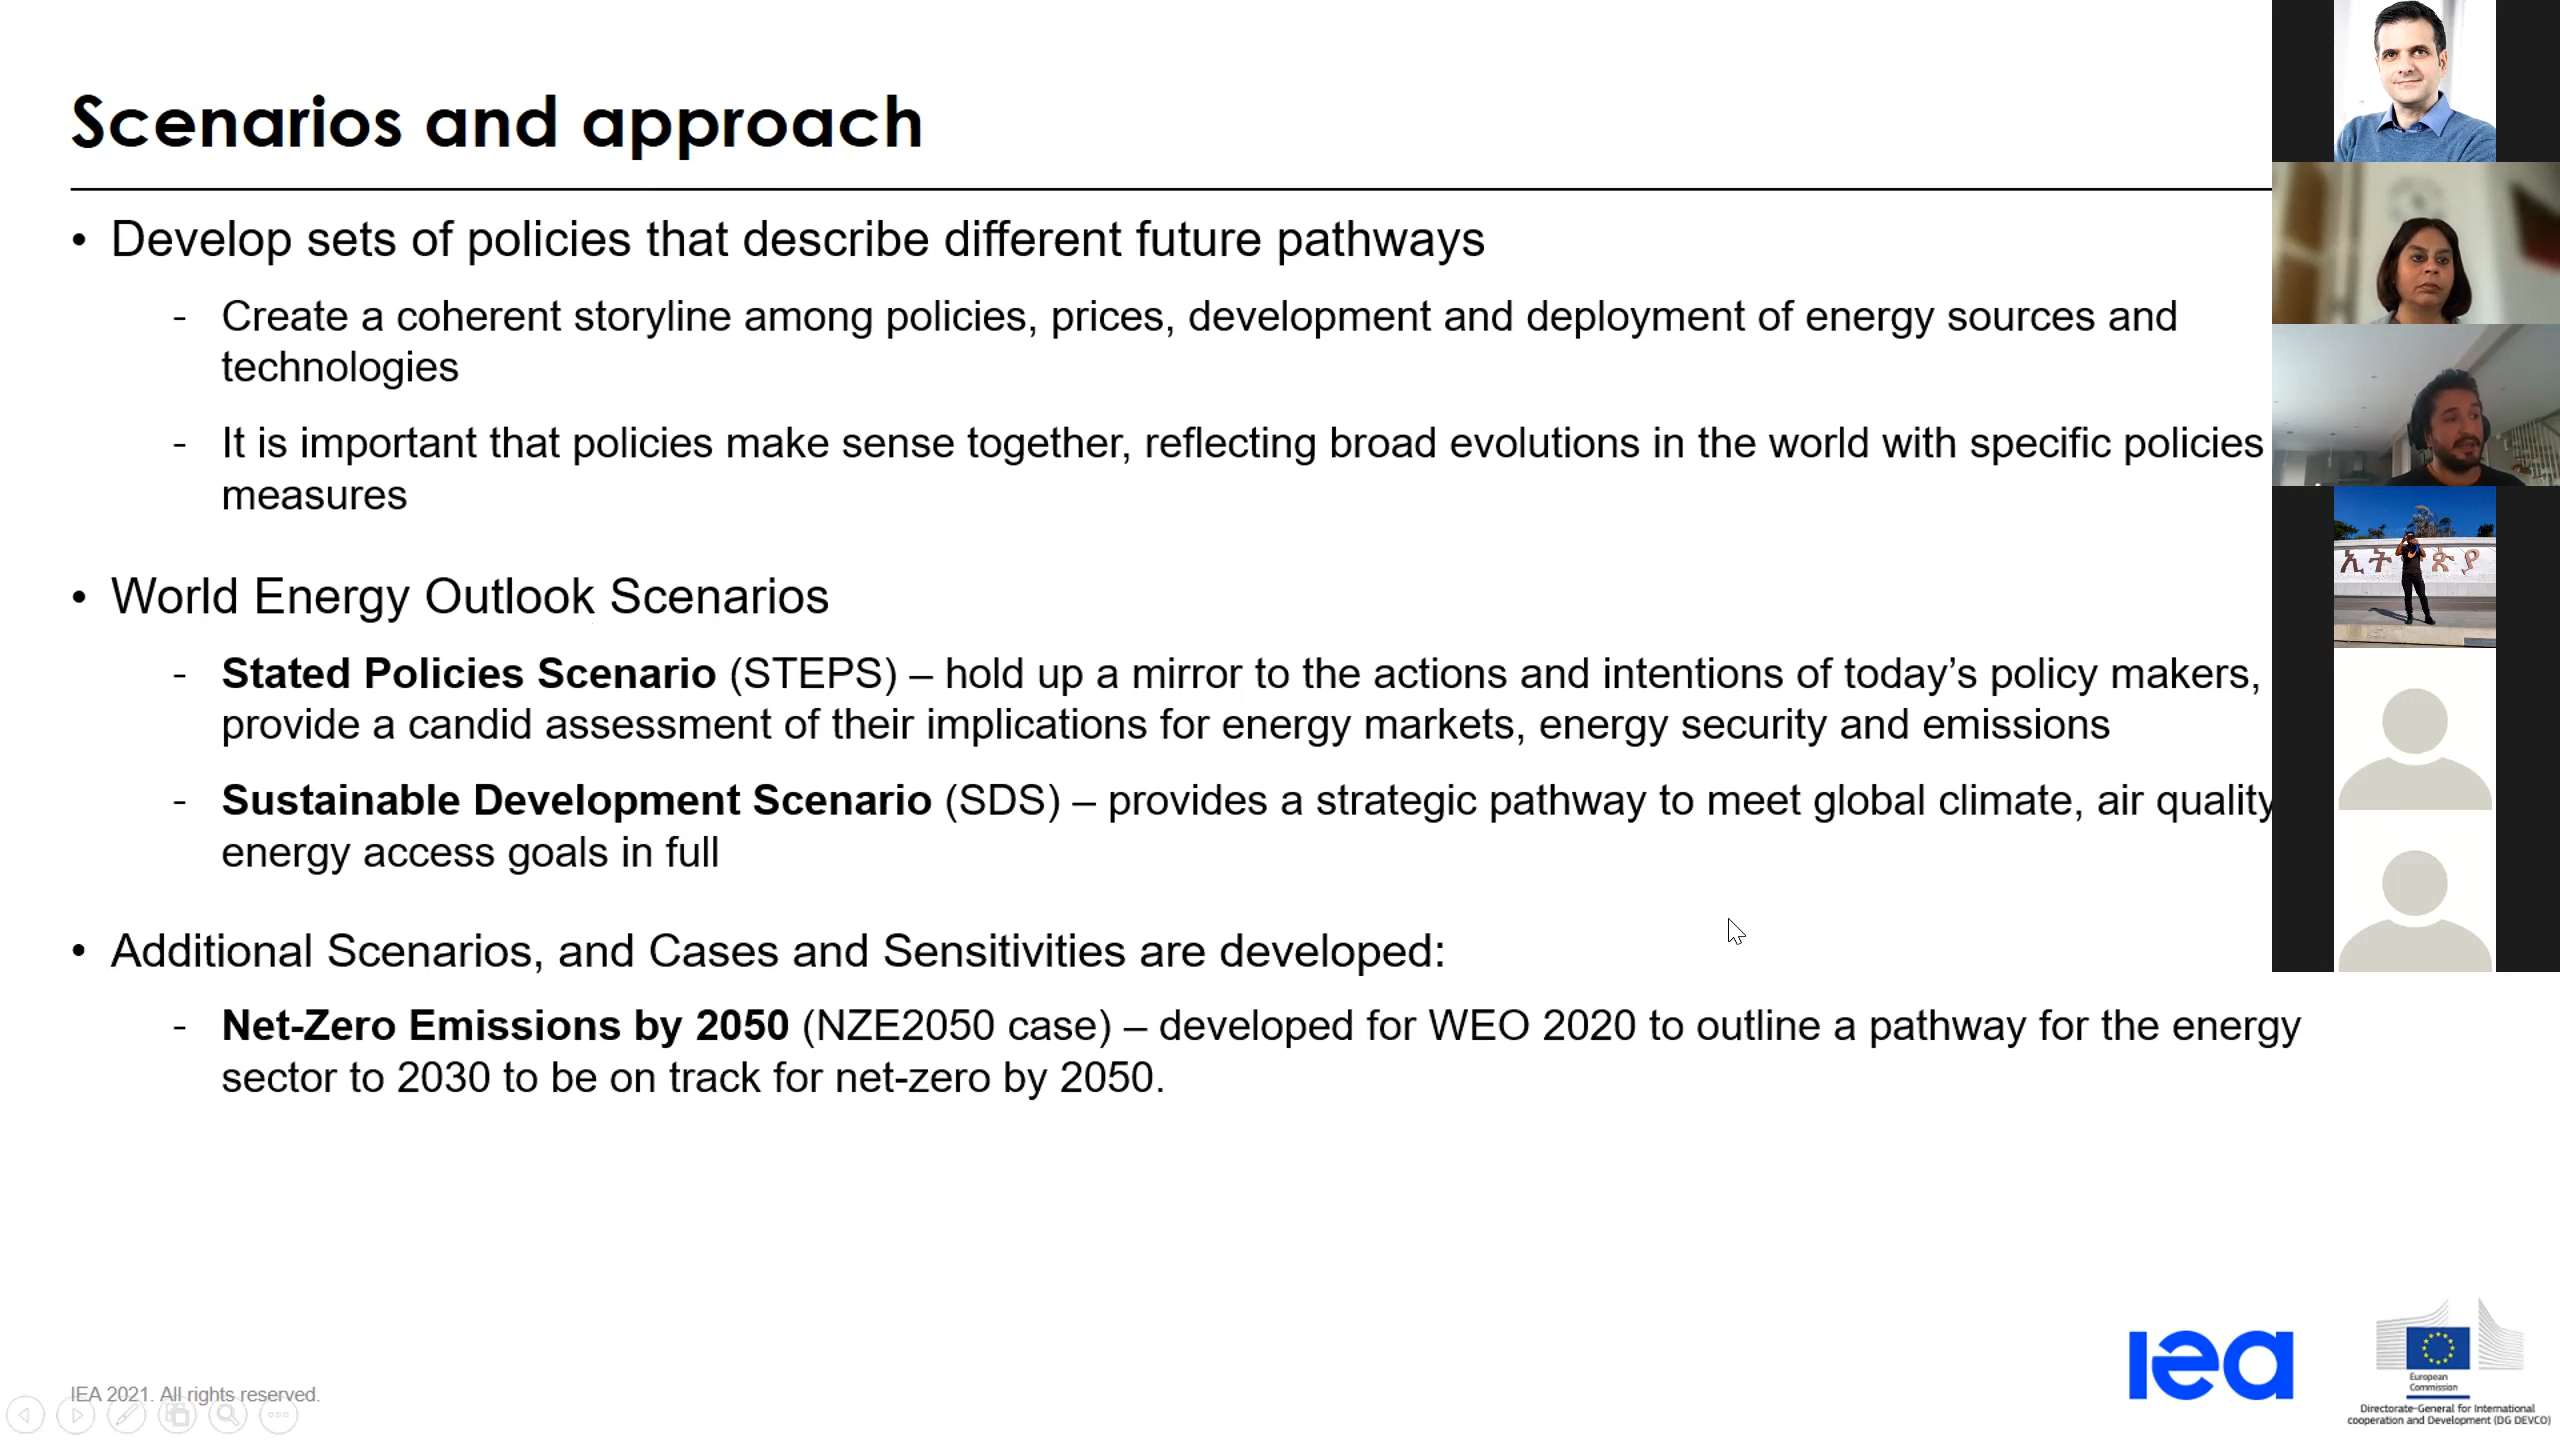 Scenarios and approach
• Develop sets of policies that describe different future pathways
- Create a coherent storyline among policies, prices, development and deployment of energy sources and
technologies
- It is important that policies make sense together, reflecting broad evolutions in the world with specific policies
measures
• World Energy Outlook Scenarios
- Stated Policies Scenario (STEPS) – hold up a mirror to the actions and intentions of today’s policy makers,
provide a candid assessment of their implications for energy markets, energy security and emissions
- Sustainable Development Scenario (SDS) – provides a strategic pathway to meet global climate, air quality
energy access goals in full
• Additional Scenarios, and Cases and Sensitivities are developed:
- Net-Zero Emissions by 2050 (NZE2050 case) – developed for WEO 2020 to outline a pathway for the energy
sector to 2030 to be on track for net-zero by 2050.
IEA 2021. All rights reserved.
iea
European
Commission
Directorate-General for International
cooperation and Development (DG DEVCO)